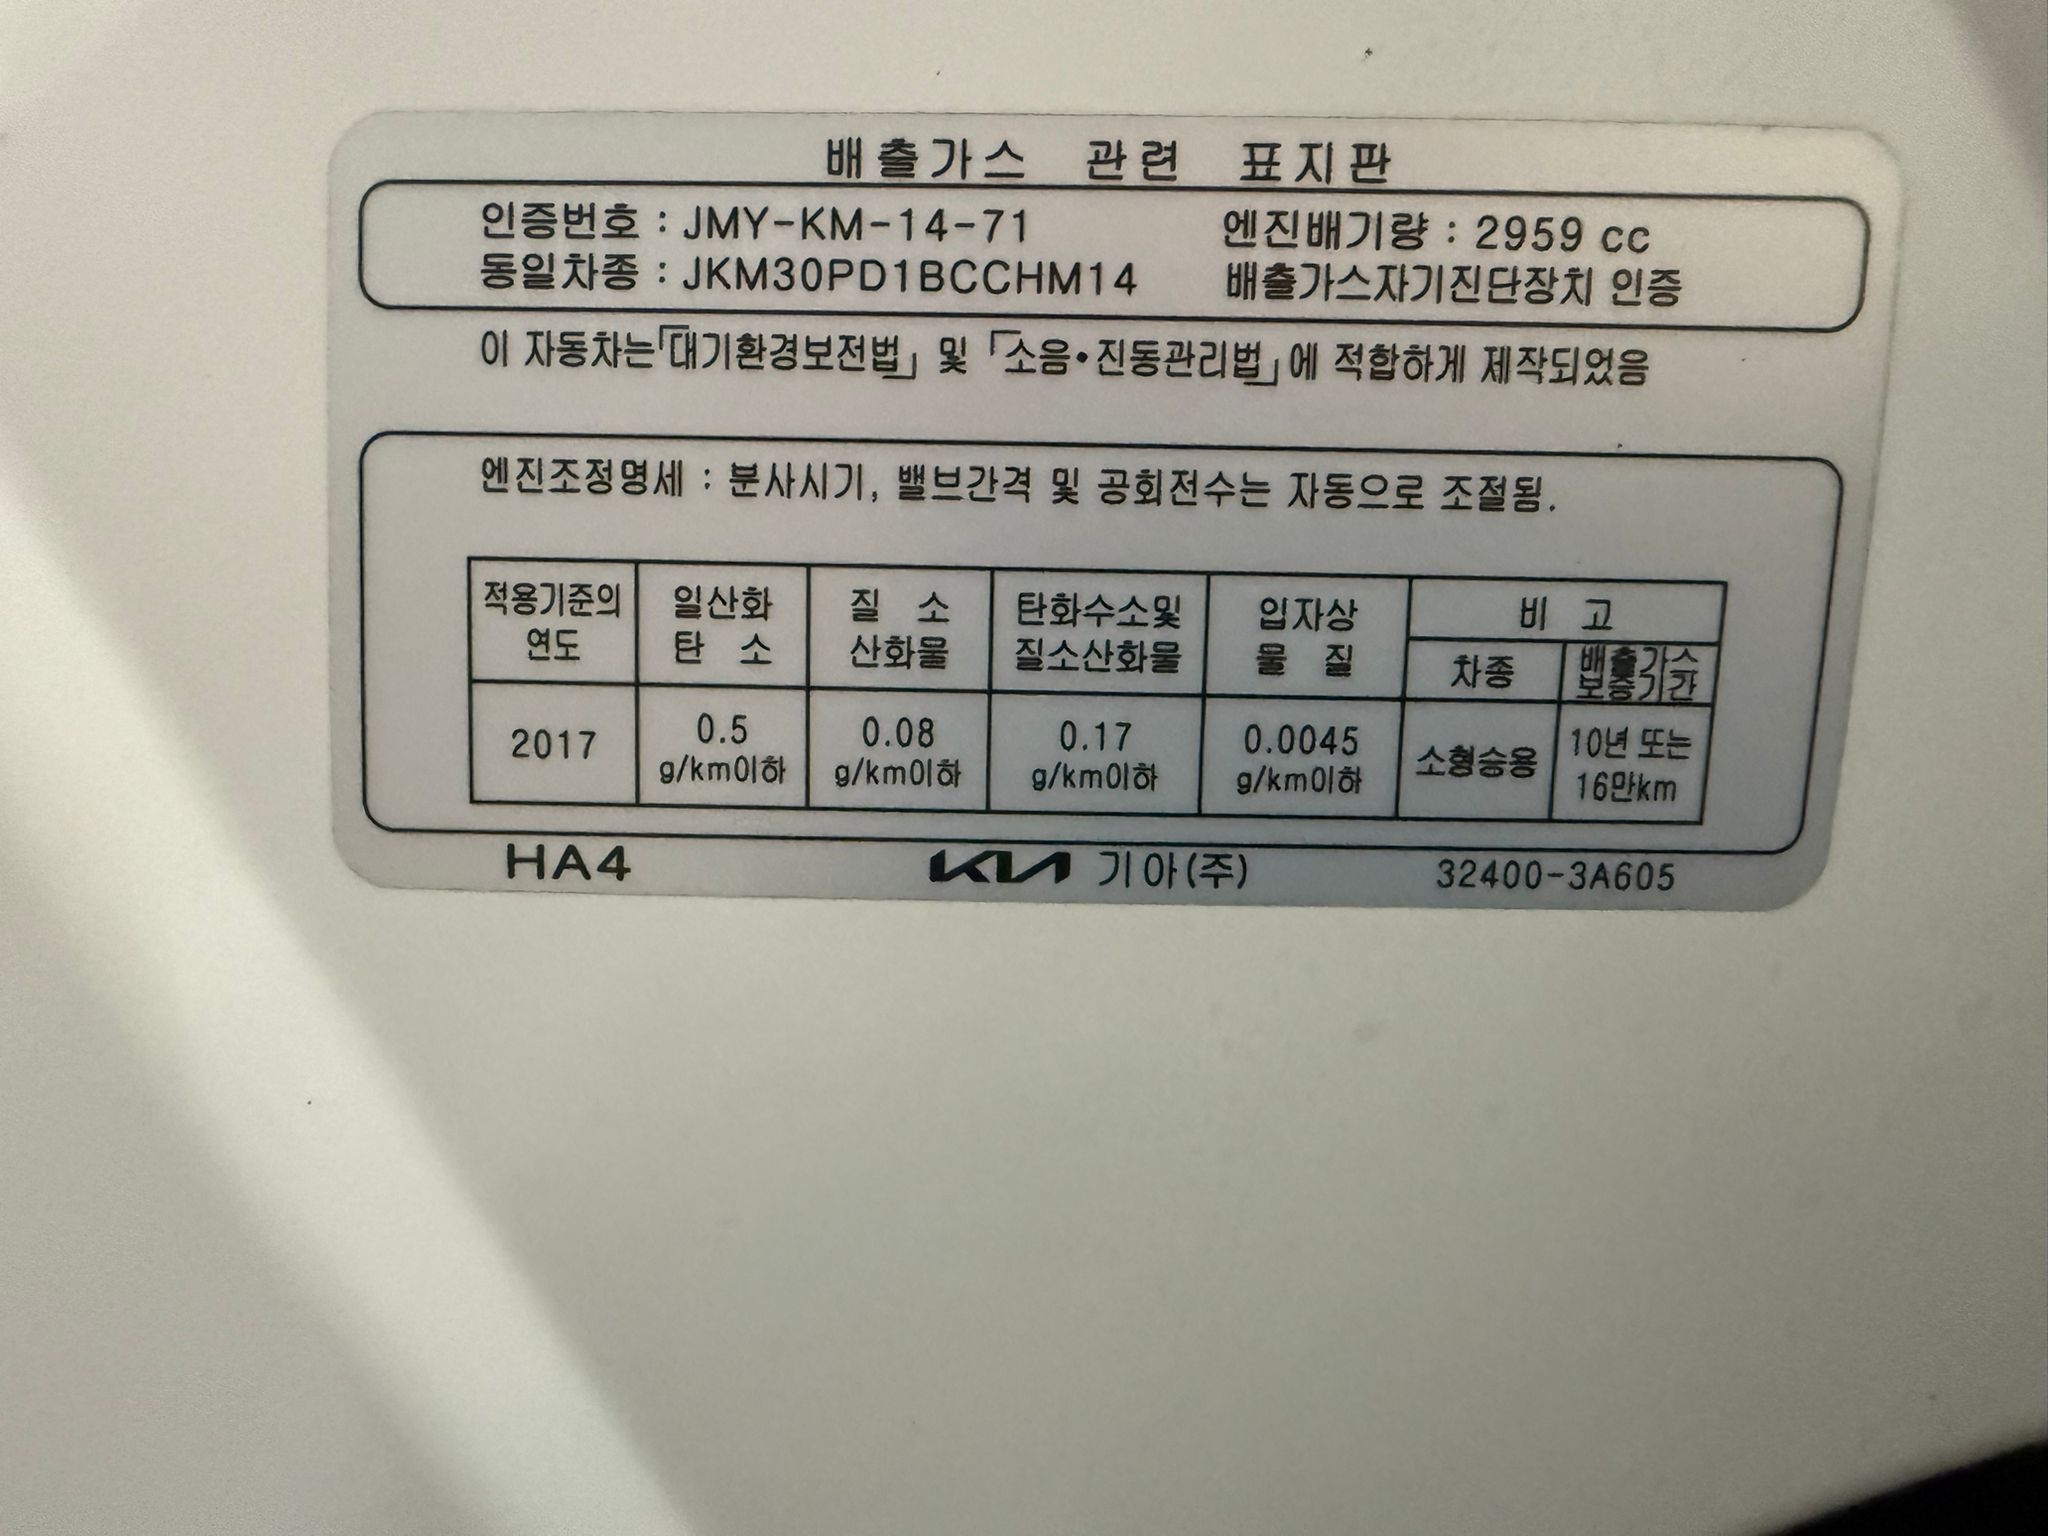 배출가스 관련 표지판
인증번호 : JMY-KM-14-71 엔진배기량 : 2959 cc
동일차종 : JKM30PD1BCCHM14 배출가스자기진단장치 인증
이 자동차는「대기환경보전법」 및 「소음•진동관리법」에 적합하게 제작되었음
엔진조정명세 : 분사시기, 밸브간격 및 공회전수는 자동으로 조절됨.
적용기준의 일산화 질 소 탄화수소및 입자상 비 고
연도 탄 소 산화물 질소산화물 물 질 차종 배출가스
보증기간
2017 0.5 0.08 0.17 0.0045 소형승용 10년 또는
g/km이하 g/km이하 g/km이하 g/km이하 16만km
HA4 KIA 기아(주) 32400-3A605